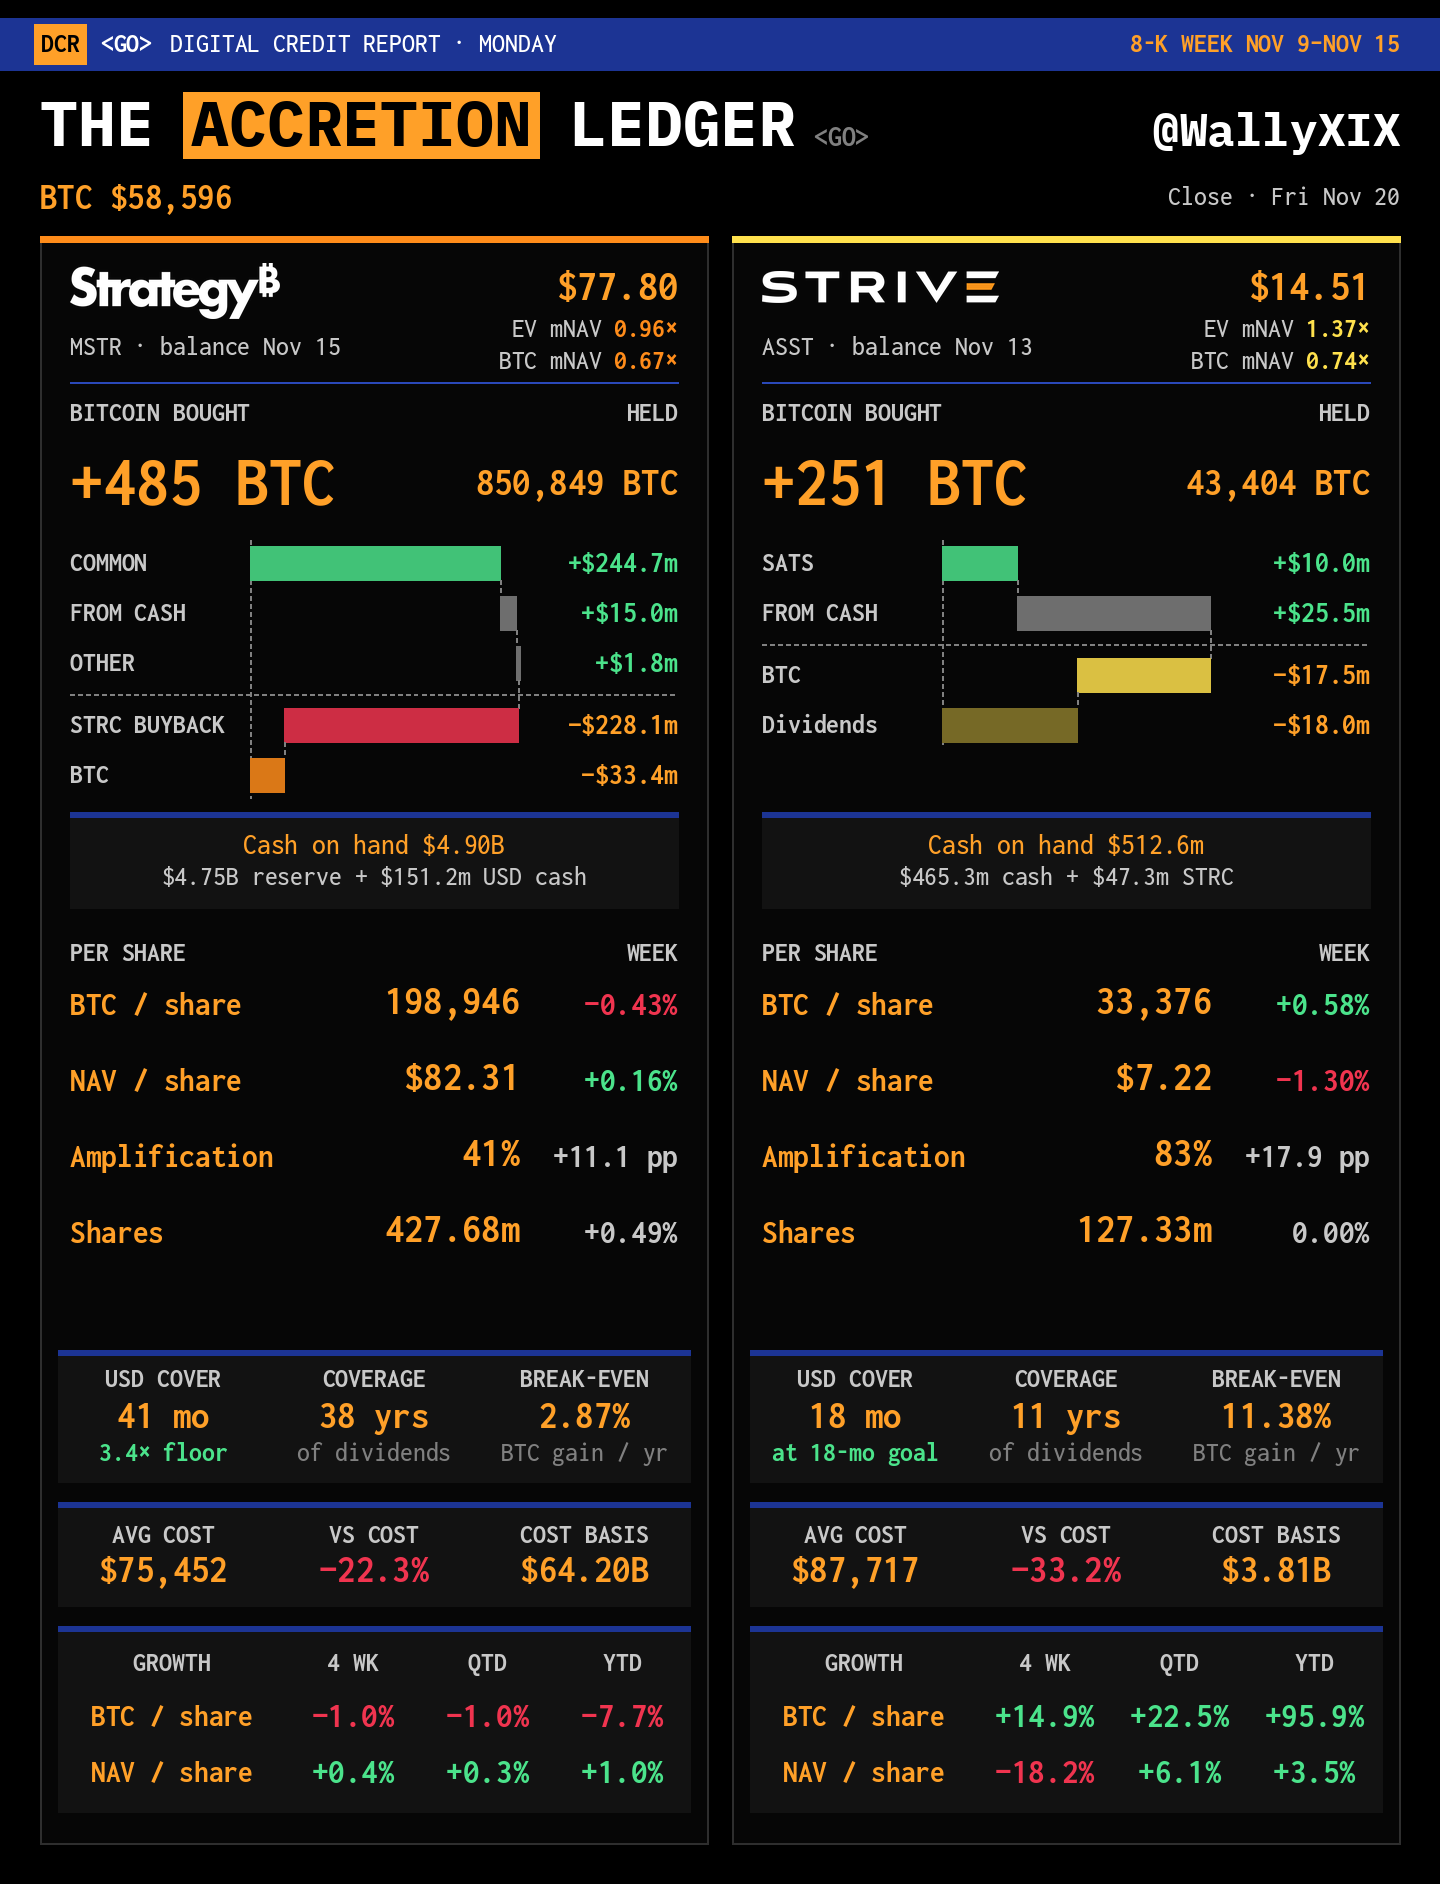 DCR <GO> DIGITAL CREDIT REPORT · MONDAY
8-K WEEK NOV 9–NOV 15
THE ACCRETION LEDGER <GO>
@WallyXIX
BTC $58,596
Close · Fri Nov 20
Strategy₿
$77.80
EV mNAV 0.96×
MSTR · balance Nov 15
BTC mNAV 0.67×
BITCOIN BOUGHT HELD
+485 BTC 850,849 BTC
COMMON +$244.7m
FROM CASH +$15.0m
OTHER +$1.8m
STRC BUYBACK −$228.1m
BTC −$33.4m
Cash on hand $4.90B
$4.75B reserve + $151.2m USD cash
PER SHARE WEEK
BTC / share 198,946 −0.43%
NAV / share $82.31 +0.16%
Amplification 41% +11.1 pp
Shares 427.68m +0.49%
USD COVER COVERAGE BREAK-EVEN
41 mo 38 yrs 2.87%
3.4× floor of dividends BTC gain / yr
AVG COST VS COST COST BASIS
$75,452 −22.3% $64.20B
GROWTH 4 WK QTD YTD
BTC / share −1.0% −1.0% −7.7%
NAV / share +0.4% +0.3% +1.0%
STRIVE
$14.51
EV mNAV 1.37×
ASST · balance Nov 13
BTC mNAV 0.74×
BITCOIN BOUGHT HELD
+251 BTC 43,404 BTC
SATS +$10.0m
FROM CASH +$25.5m
BTC −$17.5m
Dividends −$18.0m
Cash on hand $512.6m
$465.3m cash + $47.3m STRC
PER SHARE WEEK
BTC / share 33,376 +0.58%
NAV / share $7.22 −1.30%
Amplification 83% +17.9 pp
Shares 127.33m 0.00%
USD COVER COVERAGE BREAK-EVEN
18 mo 11 yrs 11.38%
at 18-mo goal of dividends BTC gain / yr
AVG COST VS COST COST BASIS
$87,717 −33.2% $3.81B
GROWTH 4 WK QTD YTD
BTC / share +14.9% +22.5% +95.9%
NAV / share −18.2% +6.1% +3.5%